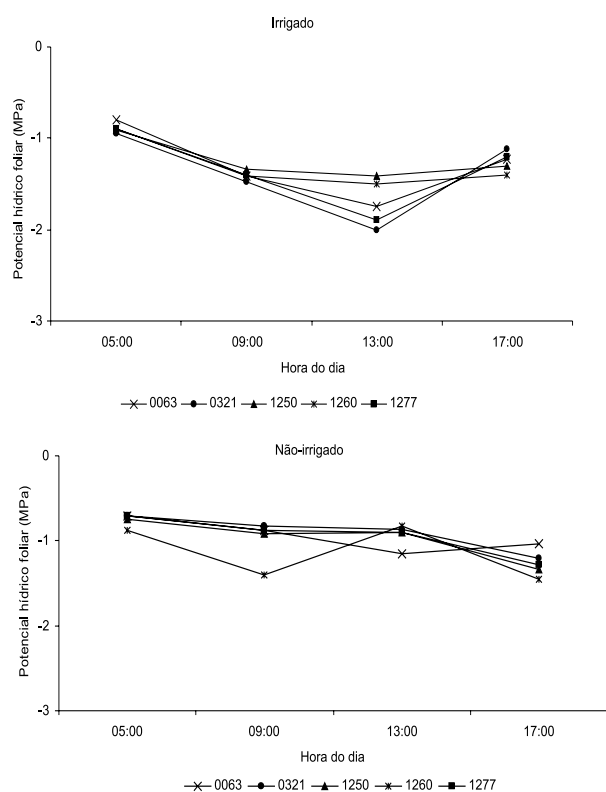 Irrigado
0
-1
-2
-3
Potencial hídrico foliar (MPa)
05:00 09:00 13:00 17:00
Hora do dia
0063 0321 1250 1260 1277
Não-irrigado
0
-1
-2
-3
Potencial hídrico foliar (MPa)
05:00 09:00 13:00 17:00
Hora do dia
0063 0321 1250 1260 1277